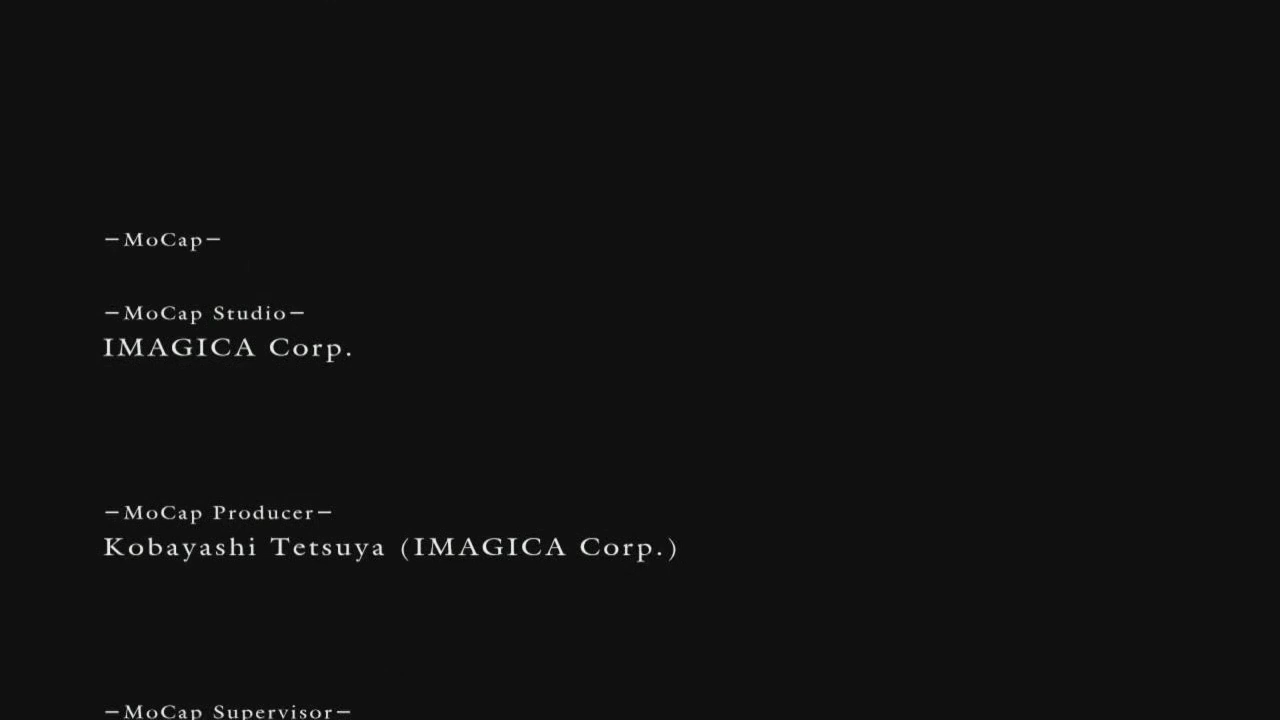 —MoCap—
—MoCap Studio—
IMAGICA Corp.
—MoCap Producer—
Kobayashi Tetsuya (IMAGICA Corp.)
—MoCap Supervisor—